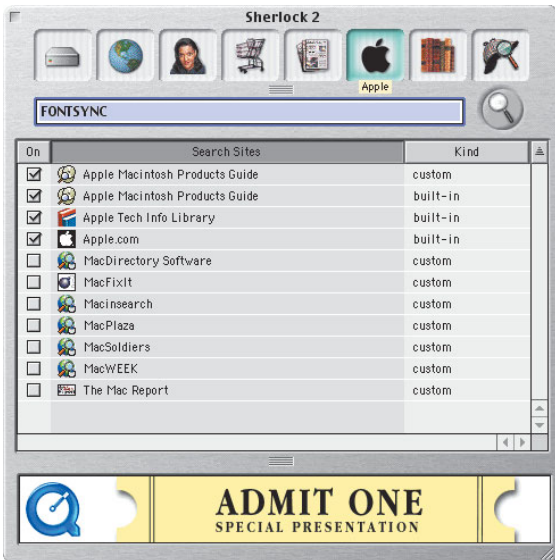 Sherlock 2
Apple
FONTSYNC
On Search Sites Kind
Apple Macintosh Products Guide custom
Apple Macintosh Products Guide built-in
Apple Tech Info Library built-in
Apple.com built-in
MacDirectory Software custom
MacFixIt custom
Macinsearch custom
MacPlaza custom
MacSoldiers custom
MacWEEK custom
The Mac Report custom
ADMIT ONE
SPECIAL PRESENTATION